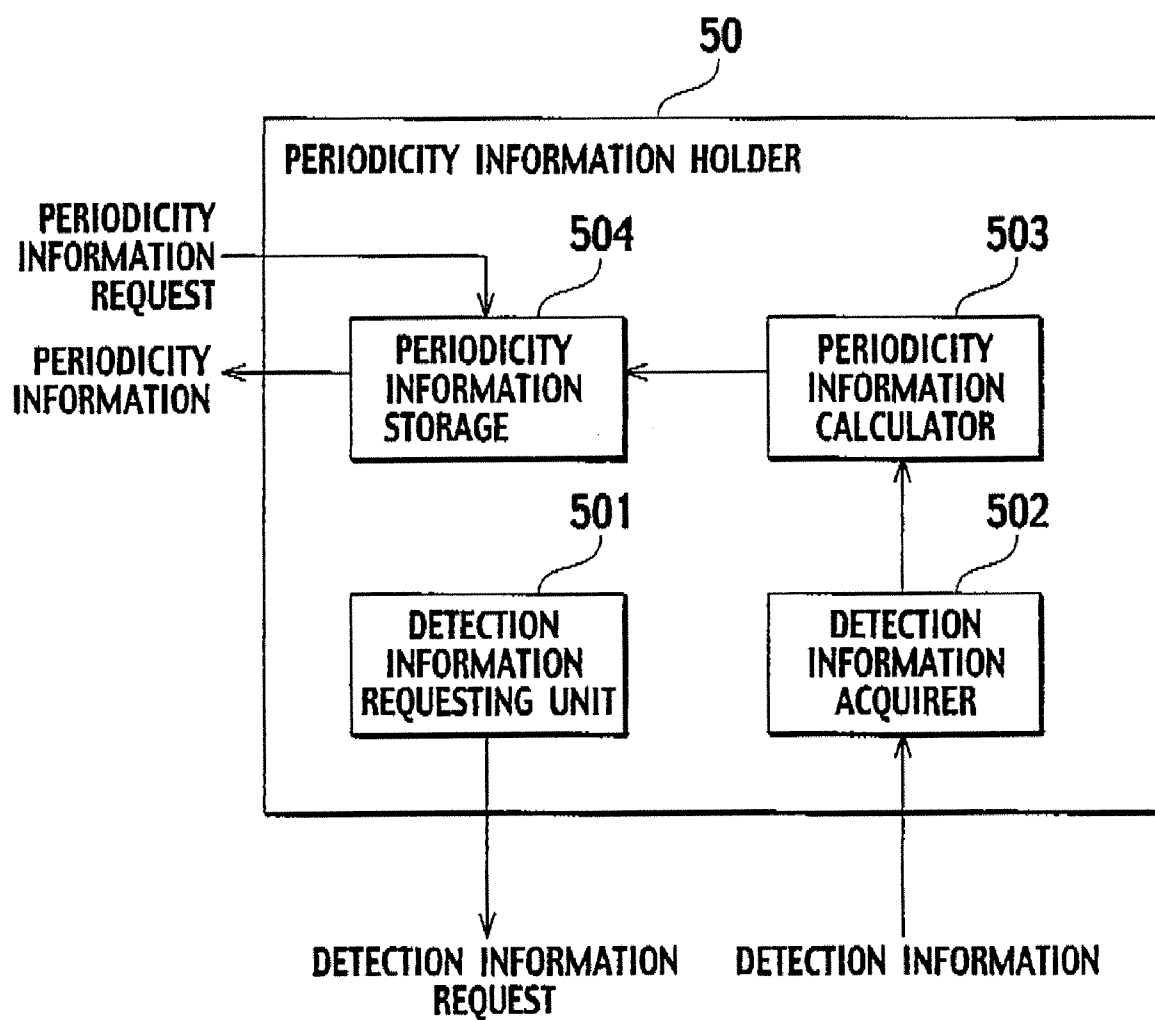 50
PERIODICITY INFORMATION HOLDER
PERIODICITY
INFORMATION
REQUEST
504
503
PERIODICITY
INFORMATION
PERIODICITY
INFORMATION
STORAGE
PERIODICITY
INFORMATION
CALCULATOR
501
502
DETECTION
INFORMATION
REQUESTING UNIT
DETECTION
INFORMATION
ACQUIRER
DETECTION INFORMATION
REQUEST
DETECTION INFORMATION